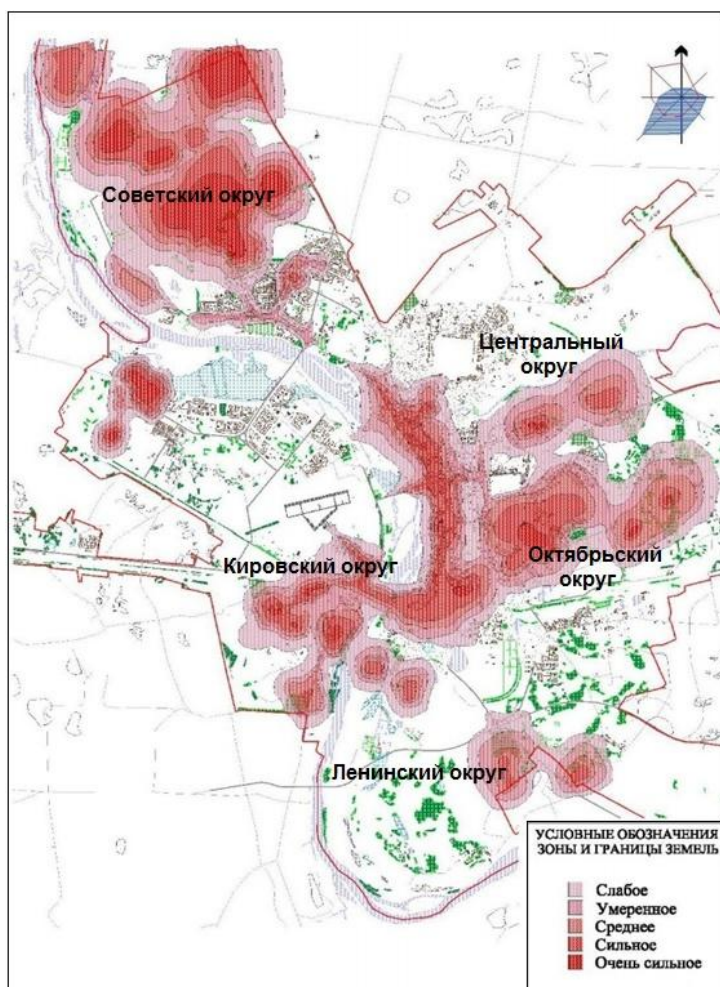 Советский округ
Центральный
округ
Октябрьский
округ
Кировский округ
Ленинский округ
УСЛОВНЫЕ ОБОЗНАЧЕНИЯ
ЗОНЫ И ГРАНИЦЫ ЗЕМЕЛЬ
Слабое
Умеренное
Среднее
Сильное
Очень сильное